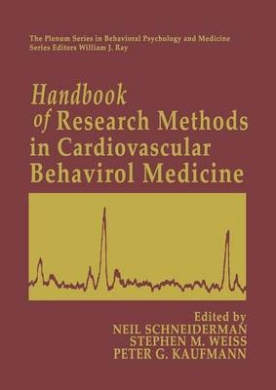 The Plenum Series in Behavioral Psychology and Medicine
Series Editors William J. Ray
Handbook
of Research Methods
in Cardiovascular
Behavirol Medicine
Edited by
NEIL SCHNEIDERMAN
STEPHEN M. WEISS
PETER G. KAUFMANN